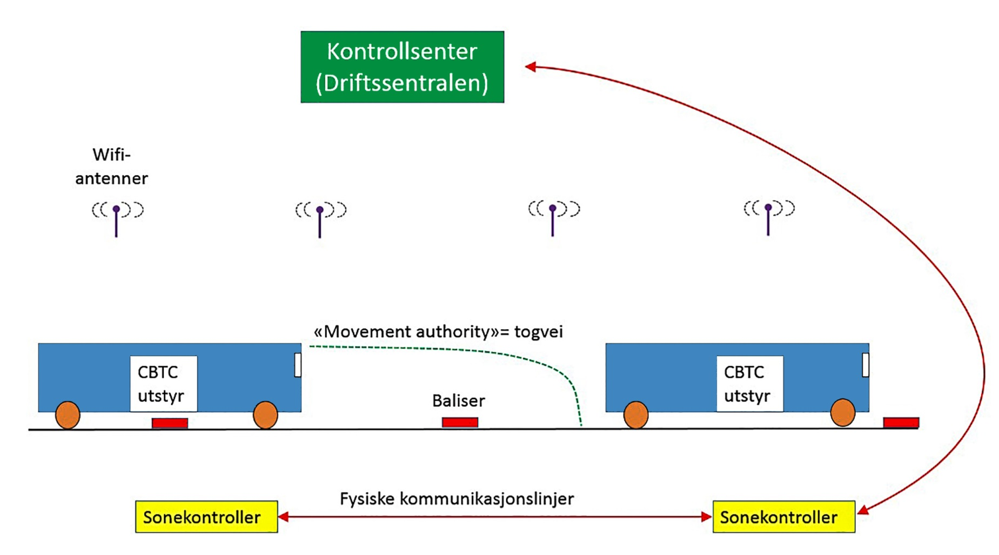 Kontrollsenter
(Driftssentralen)
Wifi-
antenner
«Movement authority»= togvei
CBTC
utstyr
Baliser
CBTC
utstyr
Fysiske kommunikasjonslinjer
Sonekontroller
Sonekontroller